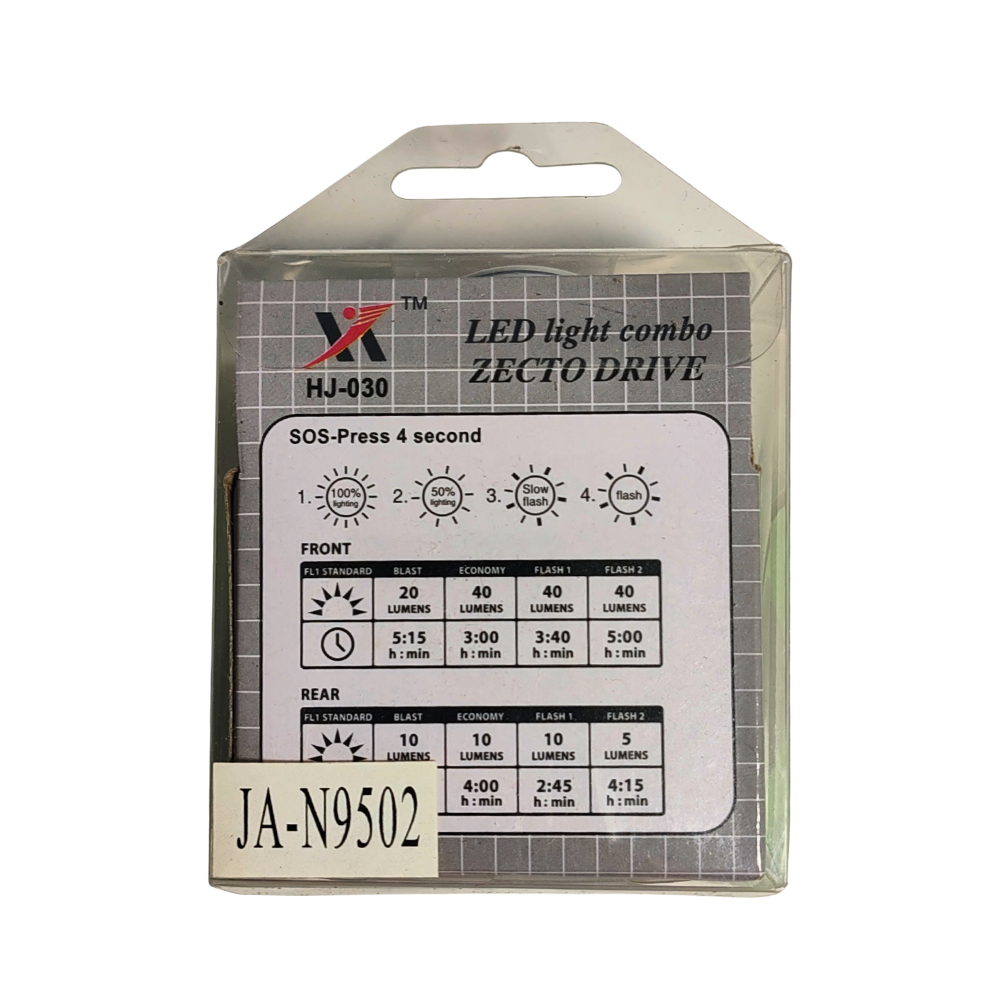 TM
HJ-030
LED light combo
ZECTO DRIVE
SOS-Press 4 second
1. 100% lighting 2. 50% lighting 3. Slow flash 4. flash
FRONT
FL1 STANDARD BLAST ECONOMY FLASH 1 FLASH 2
20 LUMENS 40 LUMENS 40 LUMENS 40 LUMENS
5:15 h:min 3:00 h:min 3:40 h:min 5:00 h:min
REAR
FL1 STANDARD BLAST ECONOMY FLASH 1 FLASH 2
10 LUMENS 10 LUMENS 10 LUMENS 5 LUMENS
4:00 h:min 2:45 h:min 4:15 h:min
JA-N9502